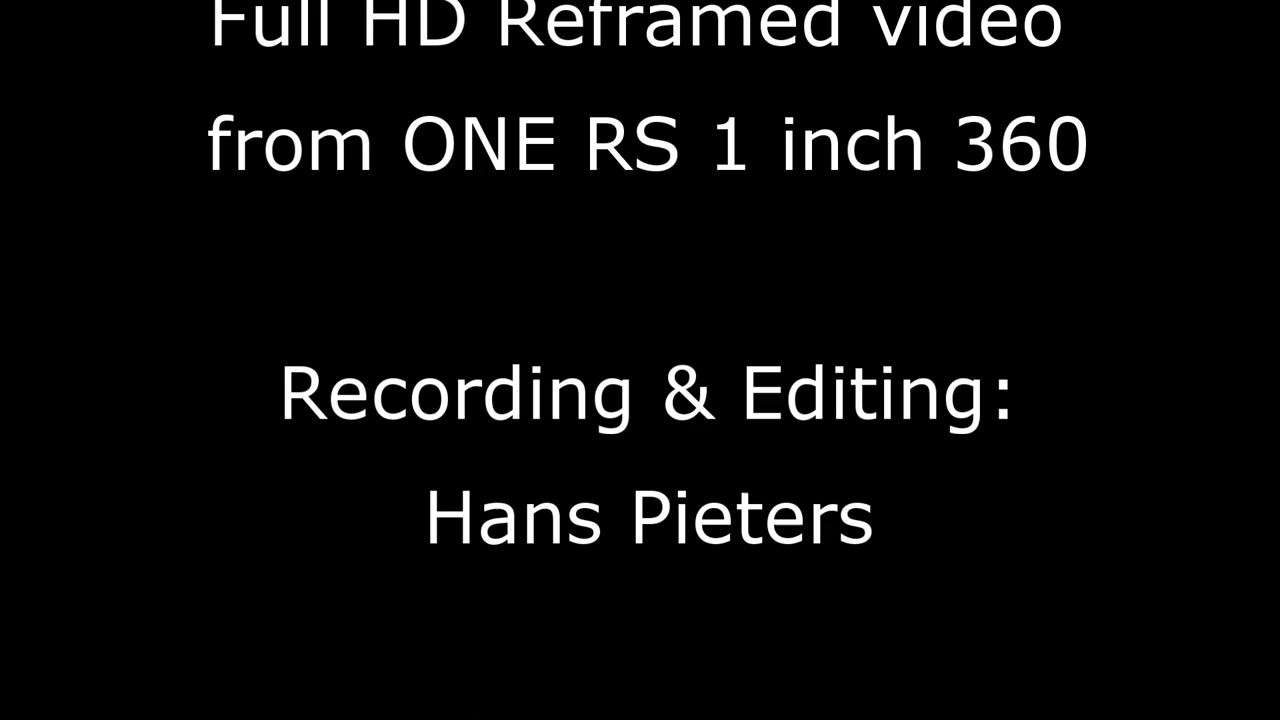 Full HD Reframed video
from ONE RS 1 inch 360
Recording & Editing:
Hans Pieters